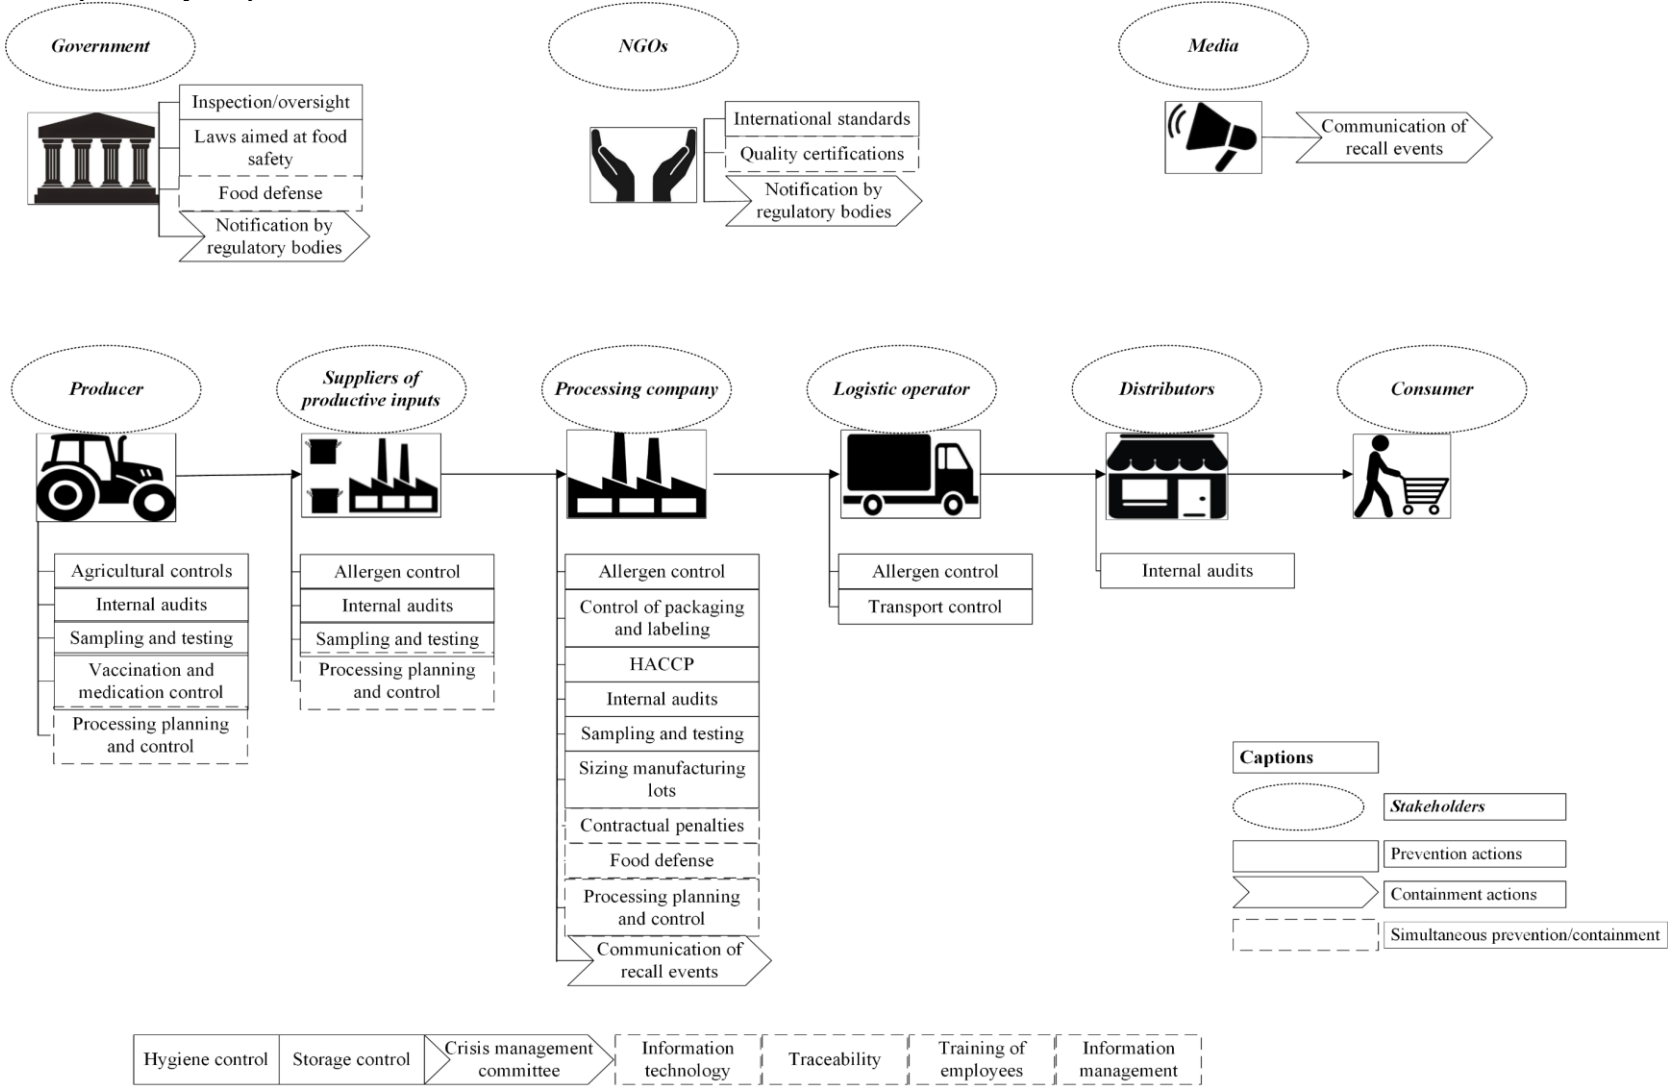 Government
Inspection/oversight
Laws aimed at food
safety
Food defense
Notification by
regulatory bodies
NGOs
International standards
Quality certifications
Notification by
regulatory bodies
Media
Communication of
recall events
Producer
Agricultural controls
Internal audits
Sampling and testing
Vaccination and
medication control
Processing planning
and control
Suppliers of
productive inputs
Allergen control
Internal audits
Sampling and testing
Processing planning
and control
Processing company
Allergen control
Control of packaging
and labeling
HACCP
Internal audits
Sampling and testing
Sizing manufacturing
lots
Contractual penalties
Food defense
Processing planning
and control
Communication of
recall events
Logistic operator
Allergen control
Transport control
Distributors
Internal audits
Consumer
Captions
Stakeholders
Prevention actions
Containment actions
Simultaneous prevention/containment
Hygiene control
Storage control
Crisis management
committee
Information
technology
Traceability
Training of
employees
Information
management